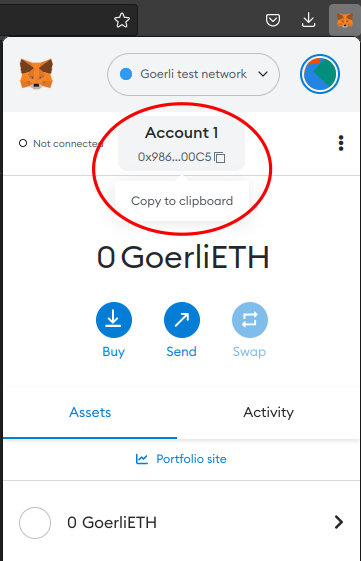 Goerli test network
Not connected
Account 1
0x986...00C5
Copy to clipboard
0 GoerliETH
Buy
Send
Swap
Assets
Activity
Portfolio site
0 GoerliETH